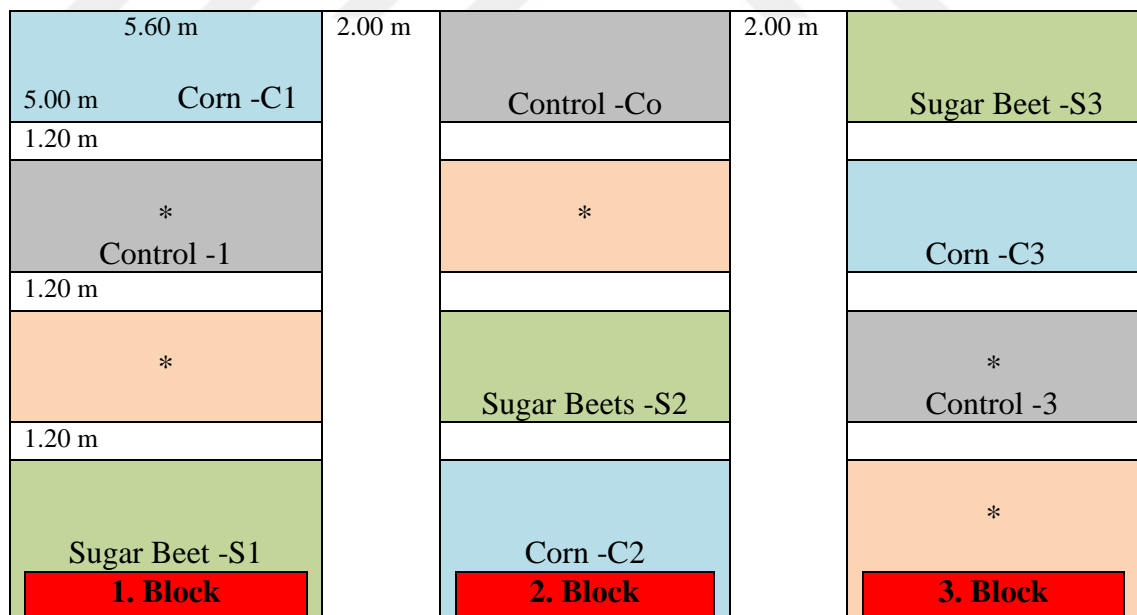 5.60 m
2.00 m
2.00 m
5.00 m Corn -C1
Control -Co
Sugar Beet -S3
1.20 m
*
*
Control -1
Corn -C3
1.20 m
*
*
Sugar Beets -S2
Control -3
1.20 m
*
Sugar Beet -S1
Corn -C2
1. Block
2. Block
3. Block